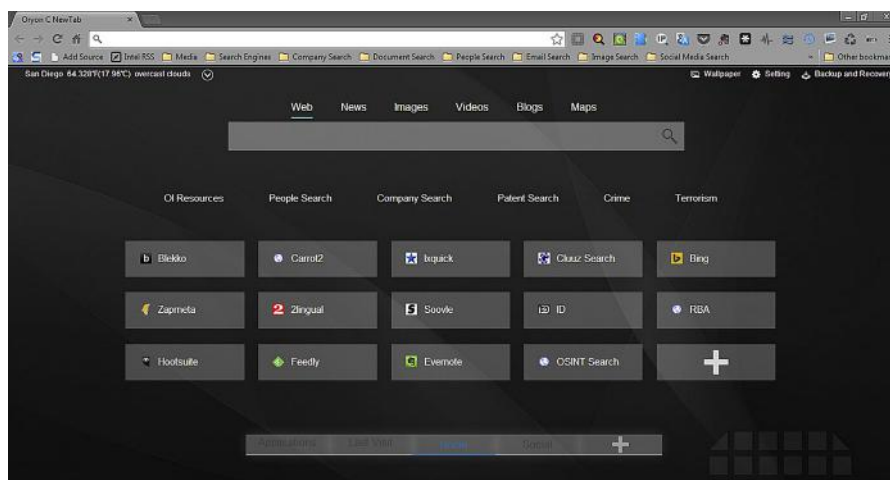 Oryon C NewTab
Add Source Intel RSS Media Search Engines Company Search Document Search People Search Email Search Image Search Social Media Search Other bookmar
San Diego 64.328°F(17.96°C) overcast clouds Wallpaper Setting Backup and Recovery
Web News Images Videos Blogs Maps
OI Resources People Search Company Search Patent Search Crime Terrorism
Blekko Carrot2 Ixquick Cluuz Search Bing
Zapmeta 2lingual Soovle ID RBA
Hootsuite Feedly Evernote OSINT Search
Applications Last Visit Social